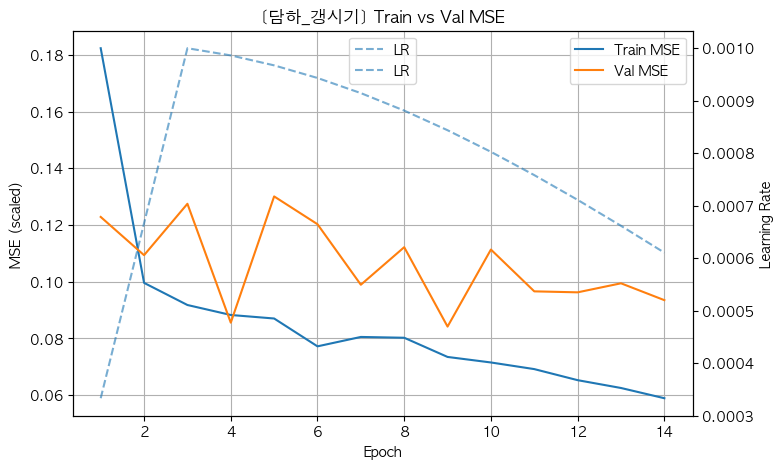 [담하_갱시기] Train vs Val MSE
LR
LR
Train MSE
Val MSE
MSE (scaled)
0.18
0.16
0.14
0.12
0.10
0.08
0.06
0.0010
0.0009
0.0008
0.0007
0.0006
0.0005
0.0004
0.0003
Learning Rate
2 4 6 8 10 12 14
Epoch